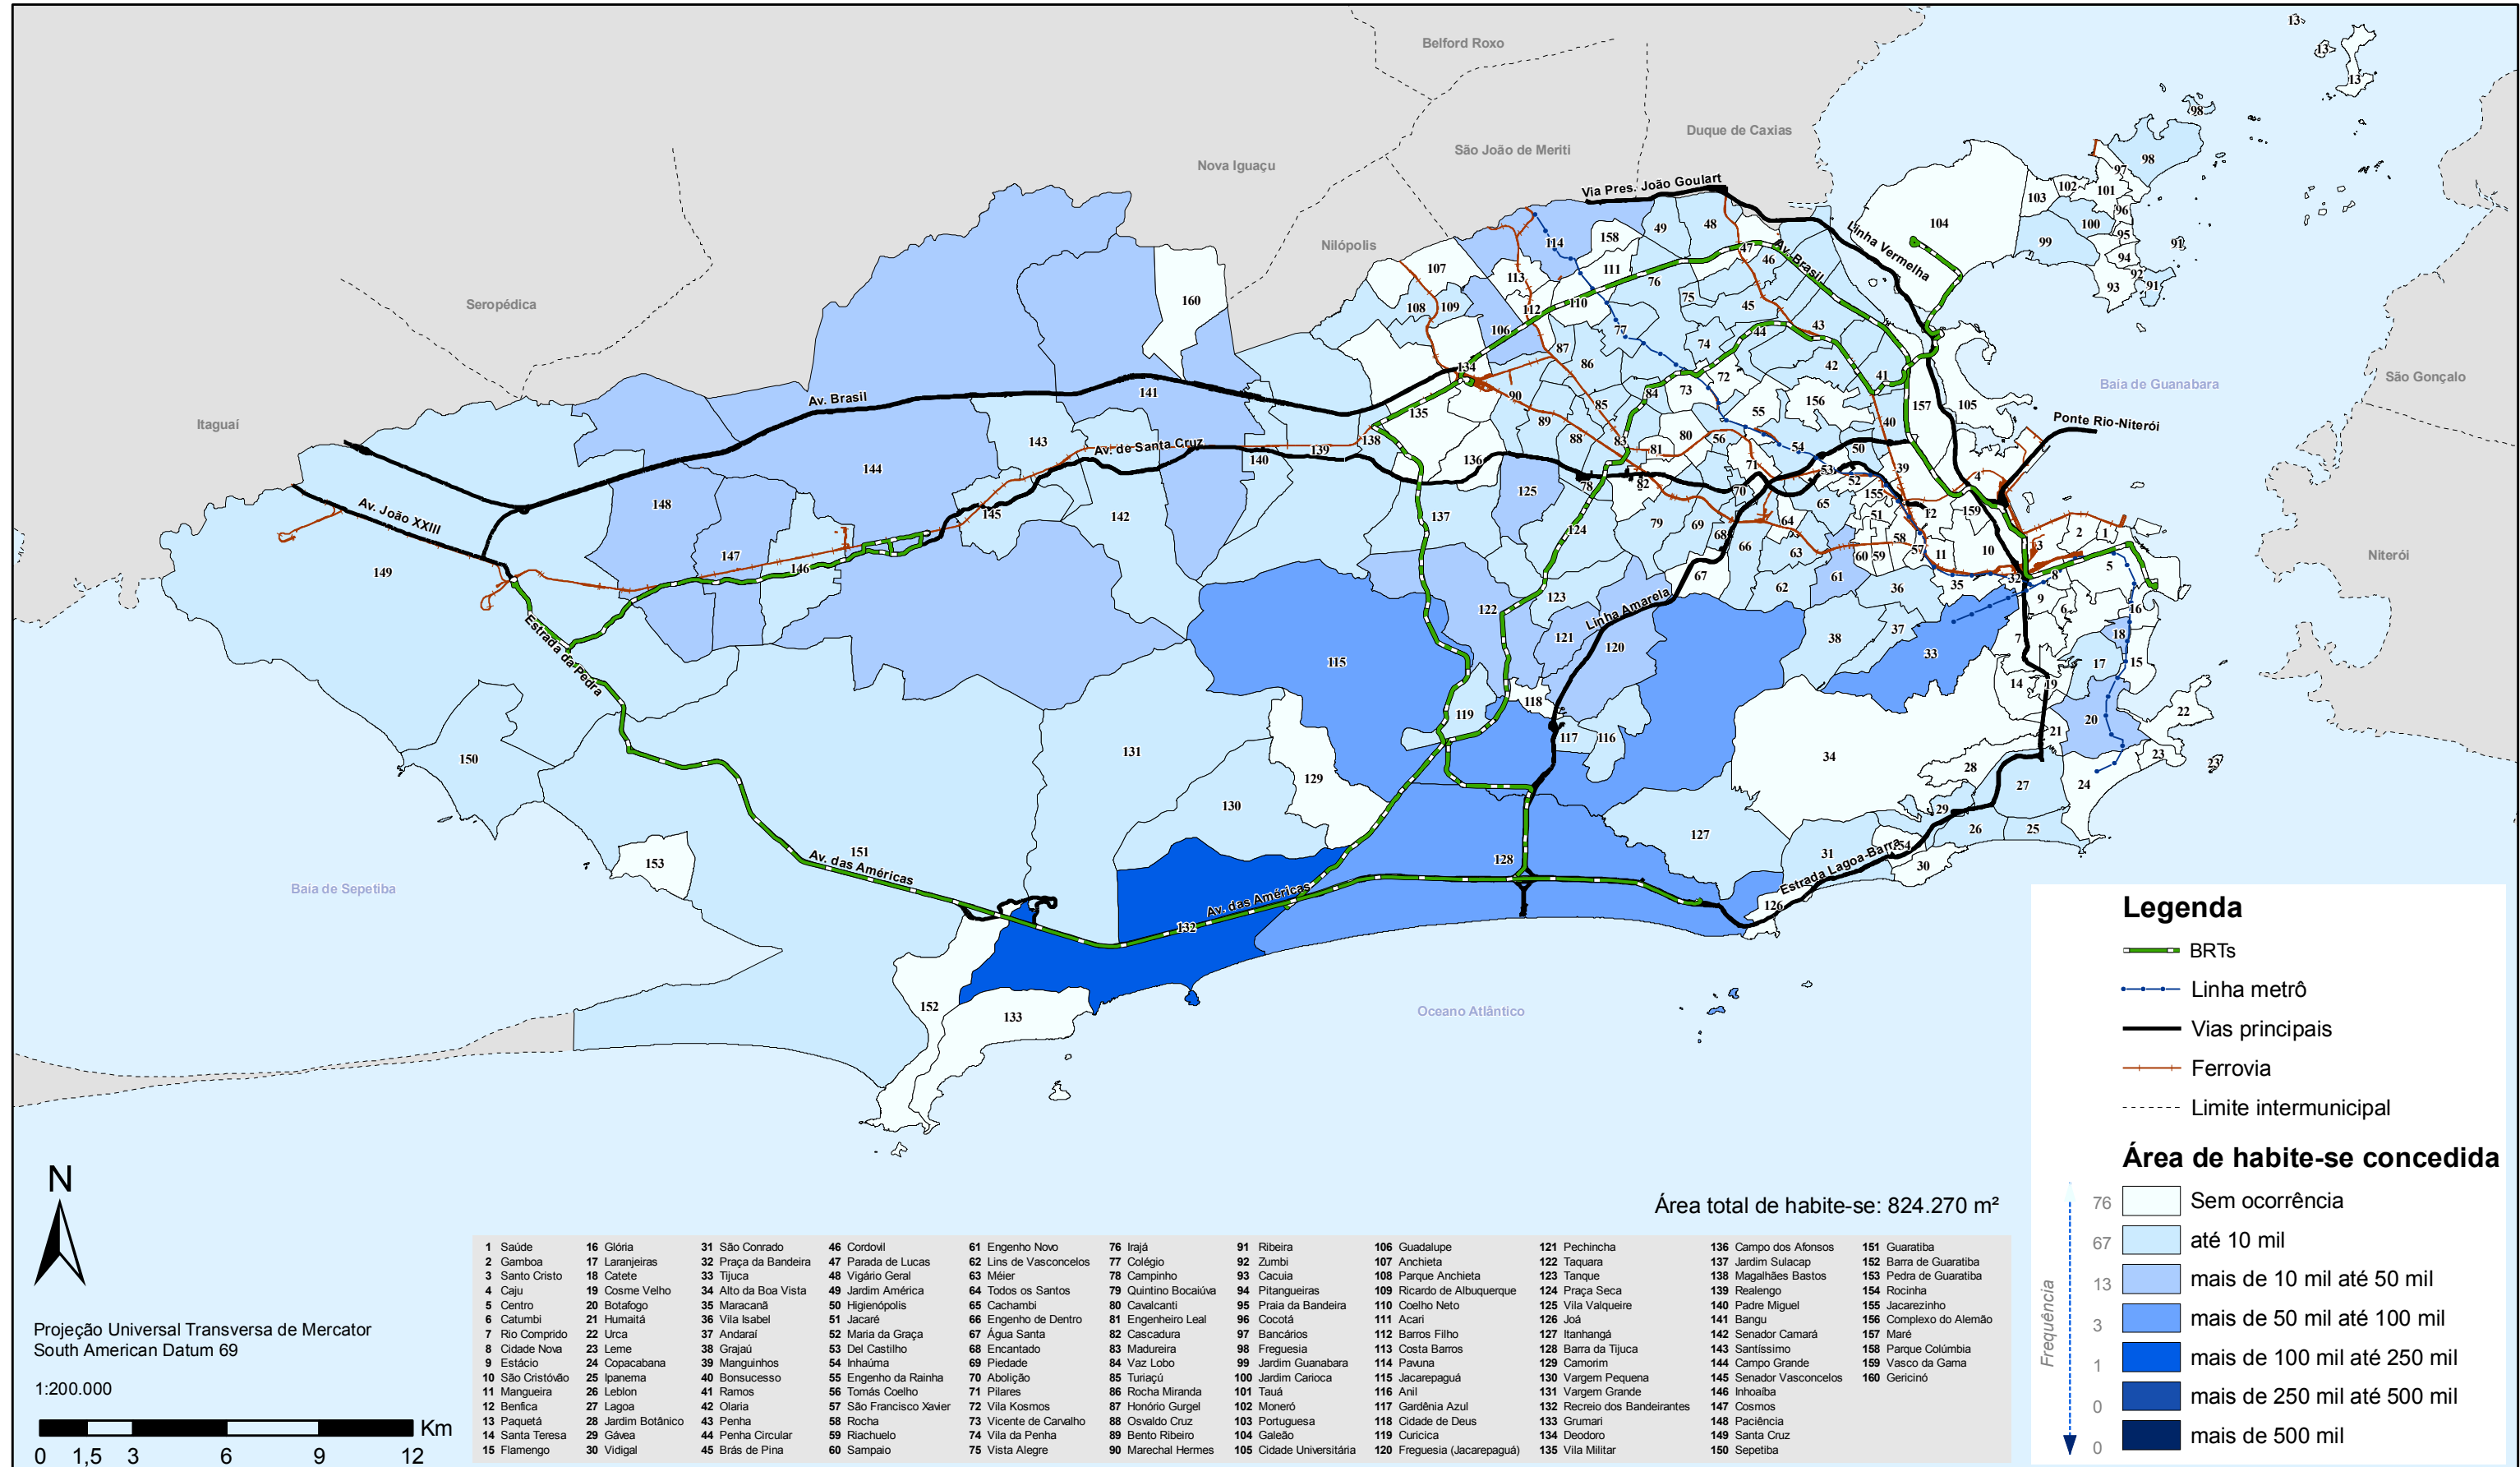 Belford Roxo
Duque de Caxias
São João de Meriti
Nova Iguaçu
Nilópolis
Seropédica
Itaguaí
São Gonçalo
Niterói
Baía de Guanabara
Baía de Sepetiba
Oceano Atlântico
Via Pres. João Goulart
Linha Vermelha
Av. Brasil
Ponte Rio-Niterói
Av. Brasil
Av. de Santa Cruz
Av. João XXIII
Estrada da Pedra
Linha Amarela
Av. das Américas
Av. das Américas
Estrada Lagoa-Barra
Legenda
BRTs
Linha metrô
Vias principais
Ferrovia
Limite intermunicipal
Área de habite-se concedida
Frequência
76 Sem ocorrência
67 até 10 mil
13 mais de 10 mil até 50 mil
3 mais de 50 mil até 100 mil
1 mais de 100 mil até 250 mil
0 mais de 250 mil até 500 mil
0 mais de 500 mil
Área total de habite-se: 824.270 m²
N
Projeção Universal Transversa de Mercator
South American Datum 69
1:200.000
0 1,5 3 6 9 12 Km
1 Saúde
2 Gamboa
3 Santo Cristo
4 Caju
5 Centro
6 Catumbi
7 Rio Comprido
8 Cidade Nova
9 Estácio
10 São Cristóvão
11 Mangueira
12 Benfica
13 Paquetá
14 Santa Teresa
15 Flamengo
16 Glória
17 Laranjeiras
18 Catete
19 Cosme Velho
20 Botafogo
21 Humaitá
22 Urca
23 Leme
24 Copacabana
25 Ipanema
26 Leblon
27 Lagoa
28 Jardim Botânico
29 Gávea
30 Vidigal
31 São Conrado
32 Praça da Bandeira
33 Tijuca
34 Alto da Boa Vista
35 Maracanã
36 Vila Isabel
37 Andaraí
38 Grajaú
39 Manguinhos
40 Bonsucesso
41 Ramos
42 Olaria
43 Penha
44 Penha Circular
45 Brás de Pina
46 Cordovil
47 Parada de Lucas
48 Vigário Geral
49 Jardim América
50 Higienópolis
51 Jacaré
52 Maria da Graça
53 Del Castilho
54 Inhaúma
55 Engenho da Rainha
56 Tomás Coelho
57 São Francisco Xavier
58 Rocha
59 Riachuelo
60 Sampaio
61 Engenho Novo
62 Lins de Vasconcelos
63 Méier
64 Todos os Santos
65 Cachambi
66 Engenho de Dentro
67 Água Santa
68 Encantado
69 Piedade
70 Abolição
71 Pilares
72 Vila Kosmos
73 Vicente de Carvalho
74 Vila da Penha
75 Vista Alegre
76 Irajá
77 Colégio
78 Campinho
79 Quintino Bocaiúva
80 Cavalcanti
81 Engenheiro Leal
82 Cascadura
83 Madureira
84 Vaz Lobo
85 Turiaçú
86 Rocha Miranda
87 Honório Gurgel
88 Osvaldo Cruz
89 Bento Ribeiro
90 Marechal Hermes
91 Ribeira
92 Zumbi
93 Cacuia
94 Pitangueiras
95 Praia da Bandeira
96 Cocotá
97 Bancários
98 Freguesia
99 Jardim Guanabara
100 Jardim Carioca
101 Tauá
102 Moneró
103 Portuguesa
104 Galeão
105 Cidade Universitária
106 Guadalupe
107 Anchieta
108 Parque Anchieta
109 Ricardo de Albuquerque
110 Coelho Neto
111 Acari
112 Barros Filho
113 Costa Barros
114 Pavuna
115 Jacarepaguá
116 Anil
117 Gardênia Azul
118 Cidade de Deus
119 Curicica
120 Freguesia (Jacarepaguá)
121 Pechincha
122 Taquara
123 Tanque
124 Praça Seca
125 Vila Valqueire
126 Joá
127 Itanhangá
128 Barra da Tijuca
129 Camorim
130 Vargem Pequena
131 Vargem Grande
132 Recreio dos Bandeirantes
133 Grumari
134 Deodoro
135 Vila Militar
136 Campo dos Afonsos
137 Jardim Sulacap
138 Magalhães Bastos
139 Realengo
140 Padre Miguel
141 Bangu
142 Senador Camará
143 Santíssimo
144 Campo Grande
145 Senador Vasconcelos
146 Inhoaíba
147 Cosmos
148 Paciência
149 Santa Cruz
150 Sepetiba
151 Guaratiba
152 Barra de Guaratiba
153 Pedra de Guaratiba
154 Rocinha
155 Jacarezinho
156 Complexo do Alemão
157 Maré
158 Parque Colúmbia
159 Vasco da Gama
160 Gericinó